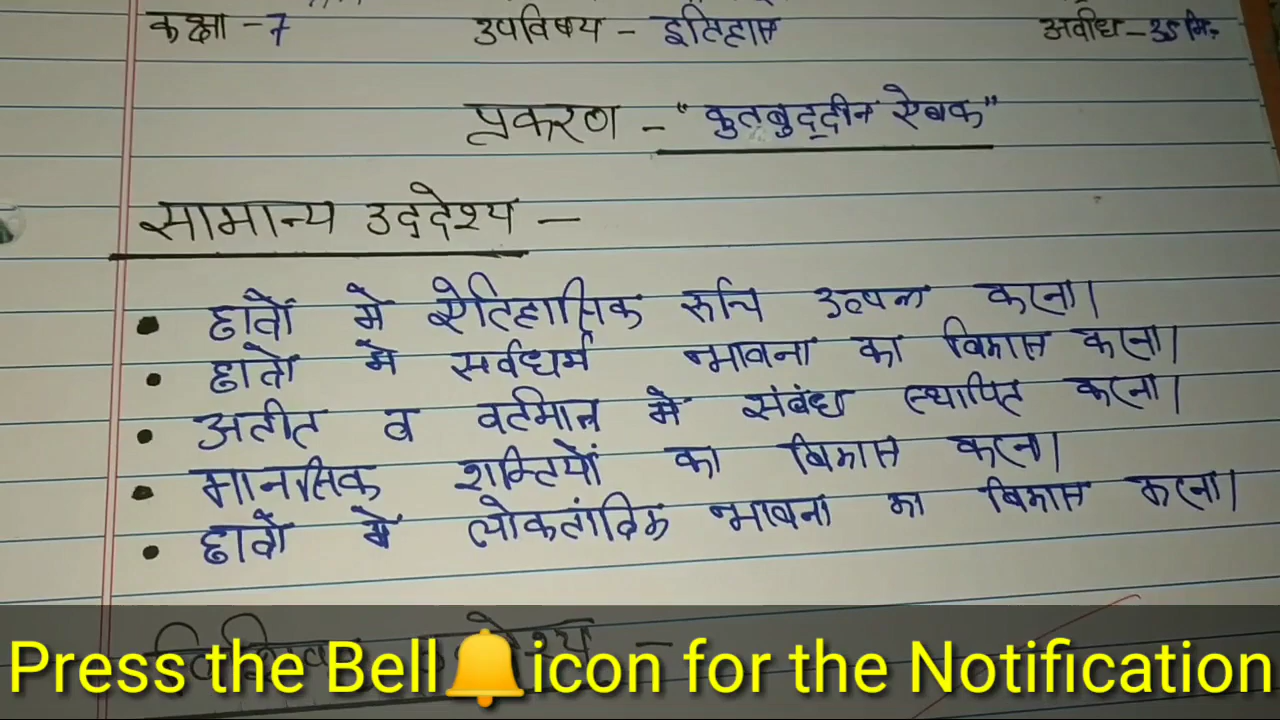 कक्षा - 7 उपविषय - इतिहास अवधि - 35 मि.
प्रकरण - "कुतबुद्दीन ऐबक"
सामान्य उद्देश्य -
• छात्रों में ऐतिहासिक रुचि उत्पन्न करना।
• छात्रों में सर्वधर्म भावना का विकास करना।
• अतीत व वर्तमान में संबंध स्थापित करना।
• मानसिक शक्तियों का विकास करना।
• छात्रों में लोकतांत्रिक भावना का विकास करना।
Press the Bell icon for the Notification